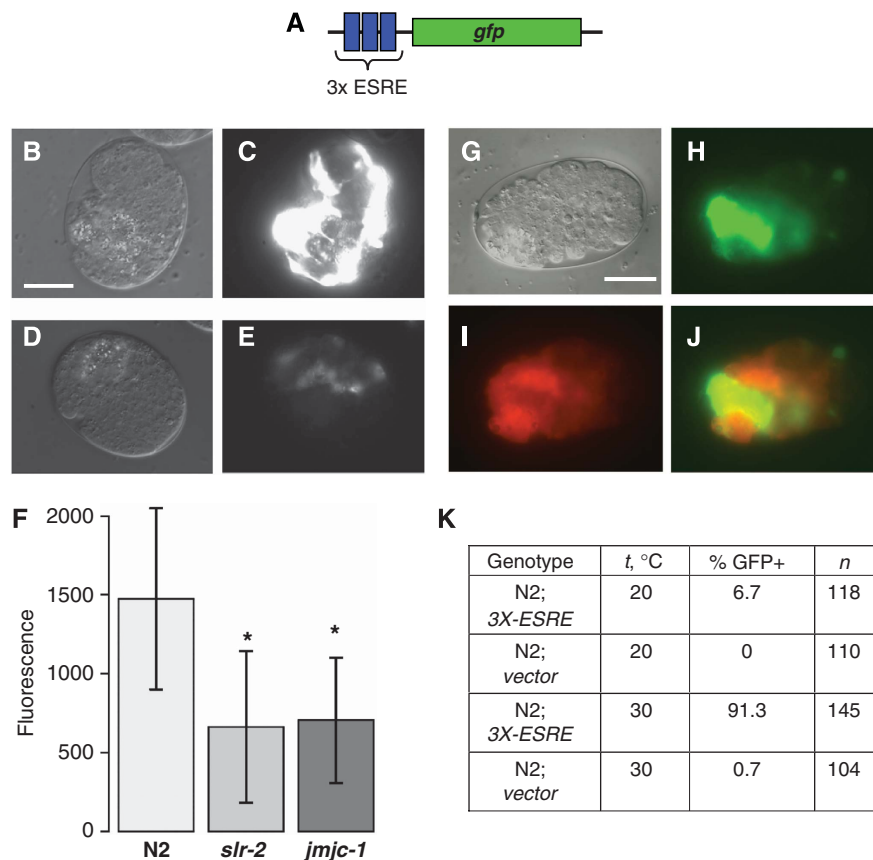 A
gfp
3x ESRE
B
C
G
H
D
E
I
J
F
2000
1500
1000
500
0
Fluorescence
*
*
N2
slr-2
jmjc-1
K
Genotype t, °C % GFP+ n
N2; 20 6.7 118
3X-ESRE
N2; 20 0 110
vector
N2; 30 91.3 145
3X-ESRE
N2; 30 0.7 104
vector